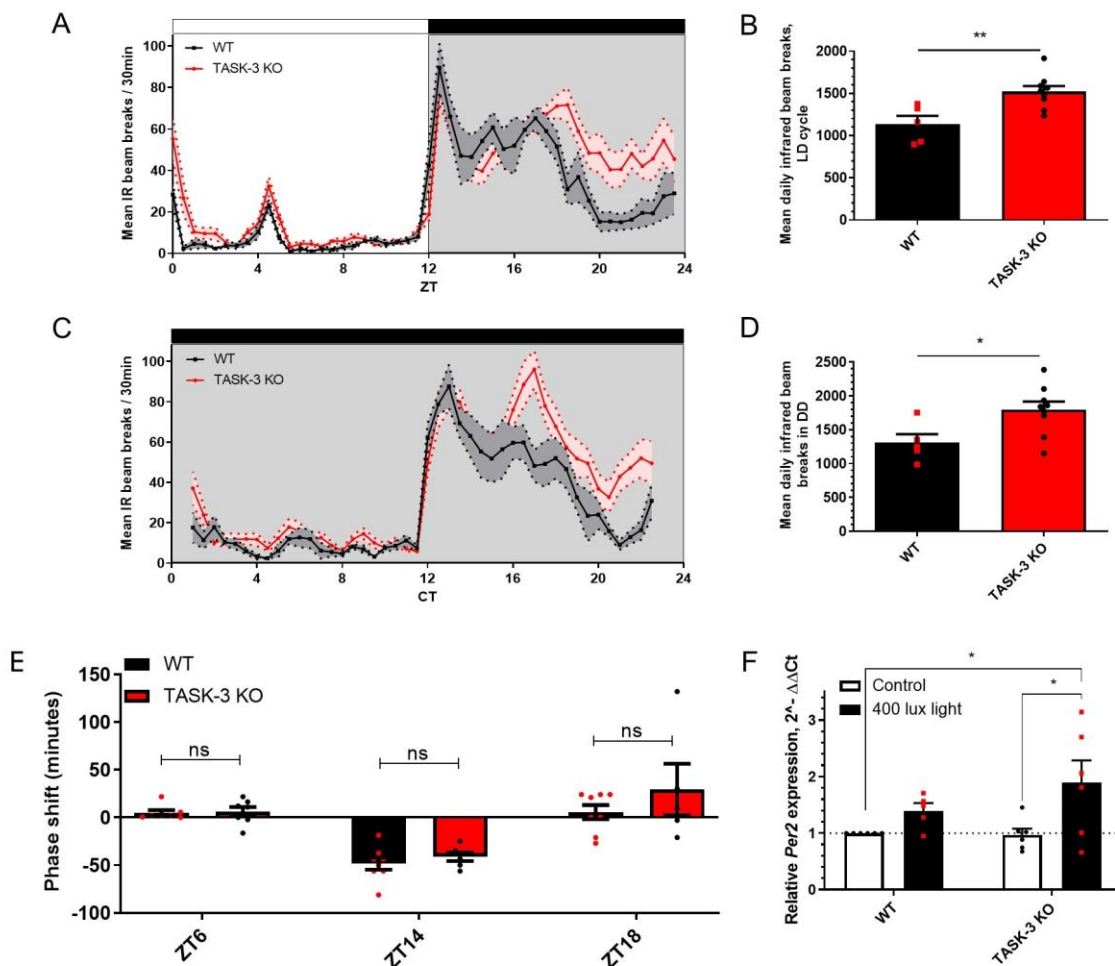 A
Mean IR beam breaks / 30min
100
80
60
40
20
0
WT
TASK-3 KO
0 4 8 12 16 20 24
ZT
B
Mean daily infrared beam breaks,
LD cycle
2000
1500
1000
500
0
**
WT
TASK-3 KO
C
Mean IR beam breaks / 30min
100
80
60
40
20
0
WT
TASK-3 KO
0 4 8 12 16 20 24
CT
D
Mean daily infrared beam
breaks in DD
2500
2000
1500
1000
500
0
*
WT
TASK-3 KO
E
Phase shift (minutes)
150
100
50
0
-50
-100
WT
TASK-3 KO
ns
ns
ns
ZT6
ZT14
ZT18
F
Relative Per2 expression, 2^- ΔΔCt
3
2
1
0
Control
400 lux light
*
*
WT
TASK-3 KO